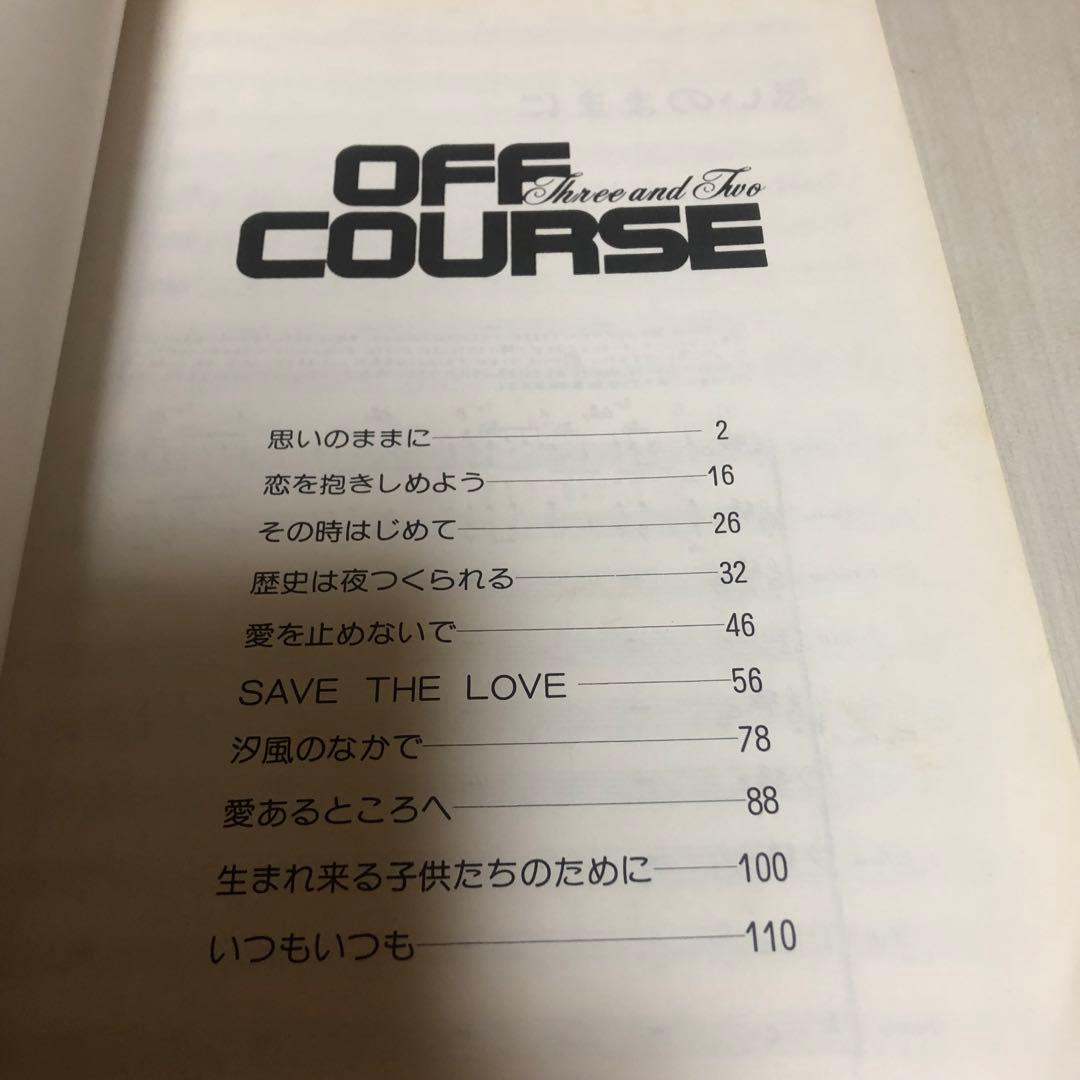 OFF
Three and Two
COURSE
思いのままに 2
恋を抱きしめよう 16
その時はじめて 26
歴史は夜つくられる 32
愛を止めないで 46
SAVE THE LOVE 56
汐風のなかで 78
愛あるところへ 88
生まれ来る子供たちのために 100
いつもいつも 110